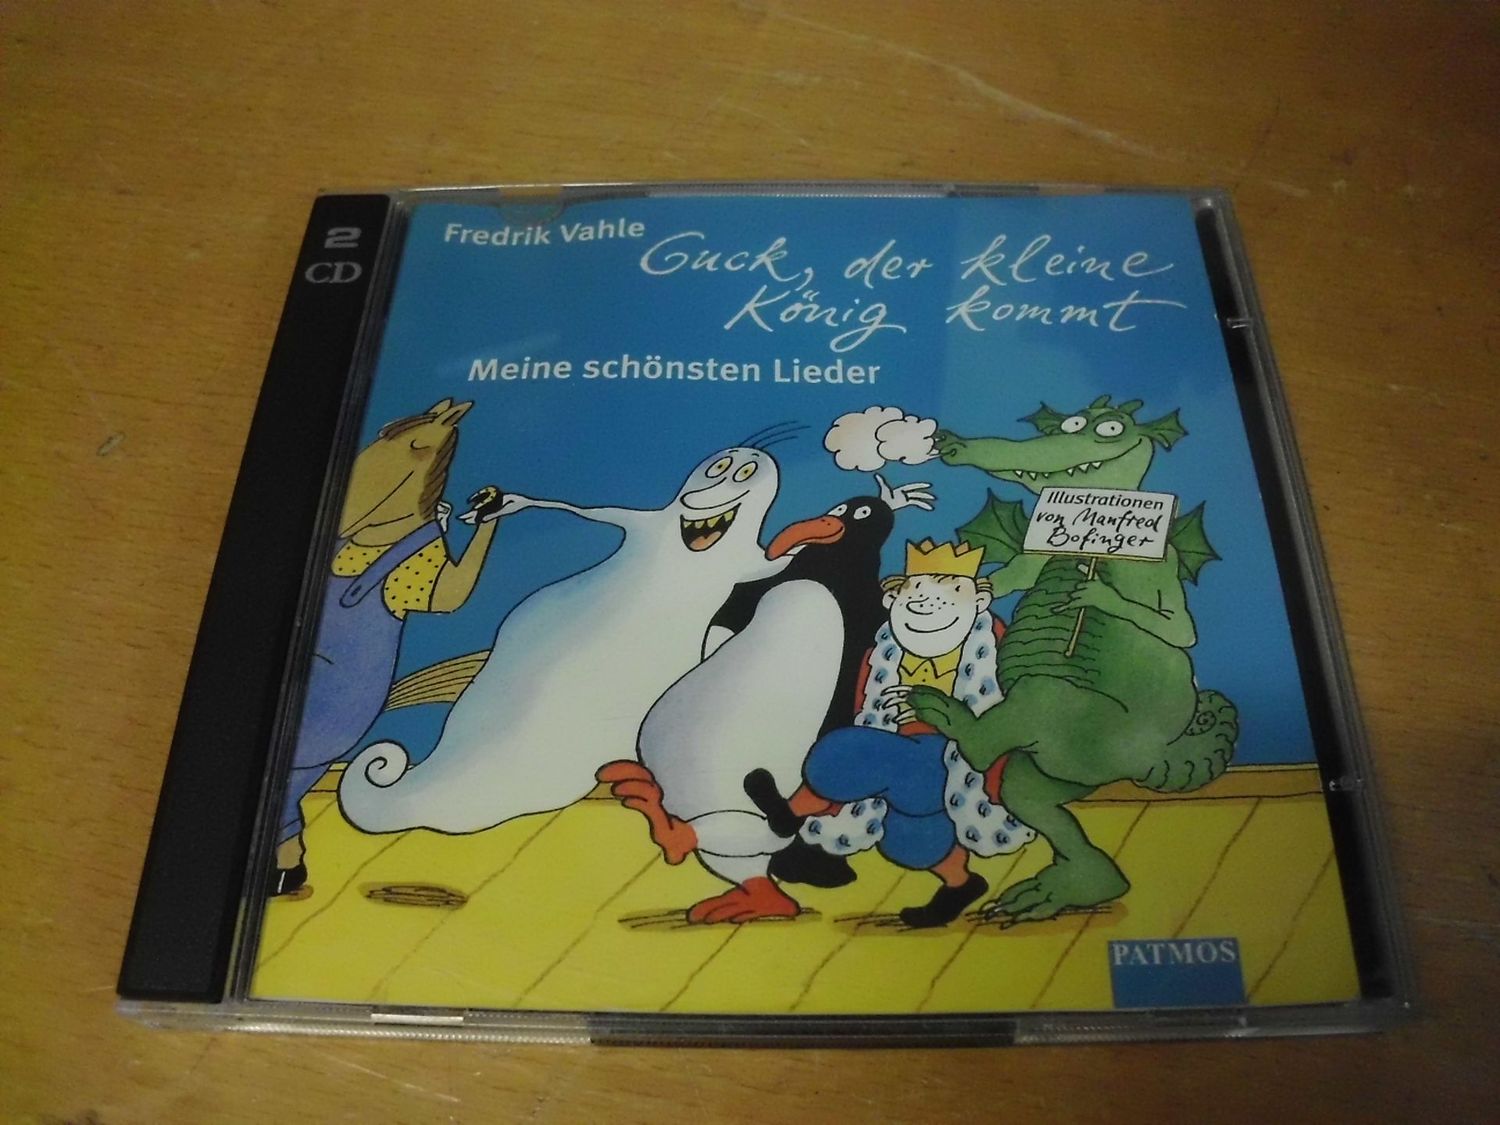 2
CD
Fredrik Vahle
Guck, der kleine
König kommt
Meine schönsten Lieder
Illustrationen
von Manfred
Bofinger
PATMOS